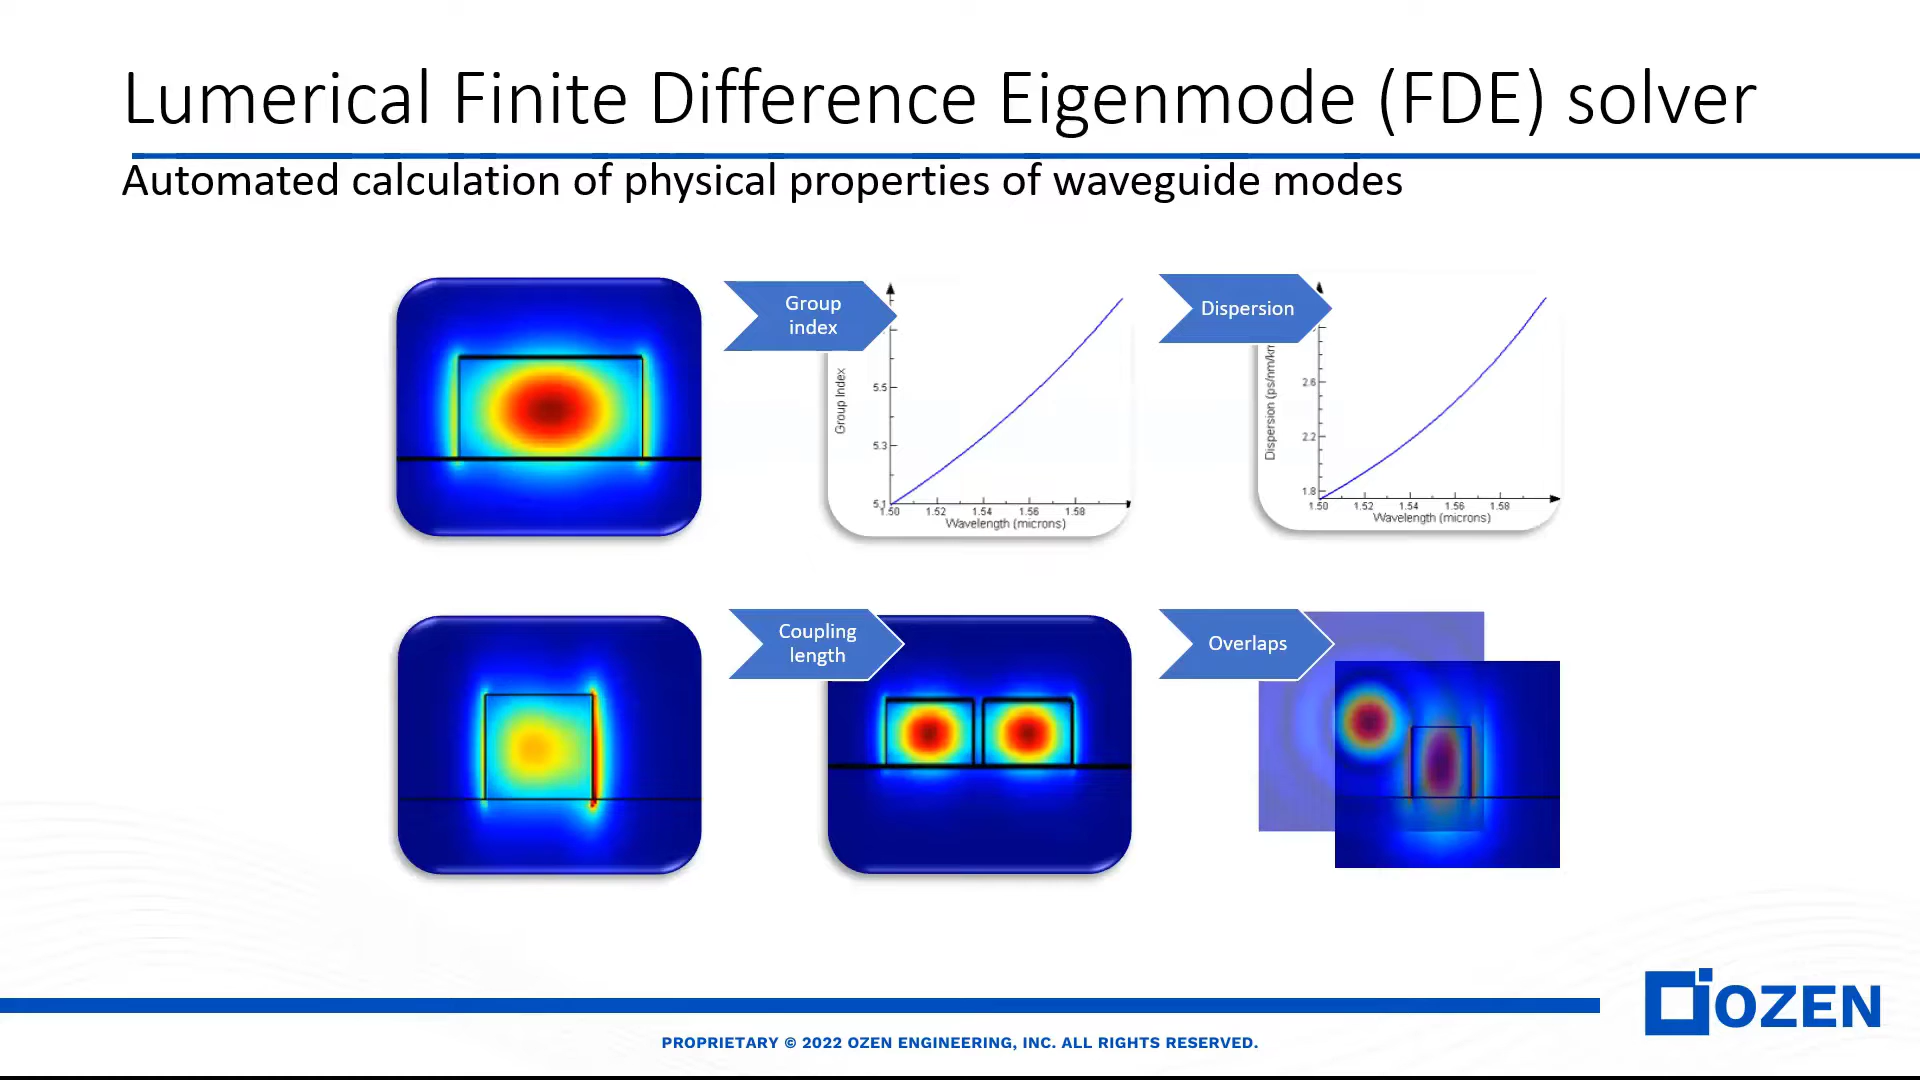 Lumerical Finite Difference Eigenmode (FDE) solver
Automated calculation of physical properties of waveguide modes
Group
index
Group Index
5.5
5.3
5.1
1.50 1.52 1.54 1.56 1.58
Wavelength (microns)
Dispersion
Dispersion (ps/nm/km
2.6
2.2
1.8
1.50 1.52 1.54 1.56 1.58
Wavelength (microns)
Coupling
length
Overlaps
OZEN
PROPRIETARY © 2022 OZEN ENGINEERING, INC. ALL RIGHTS RESERVED.